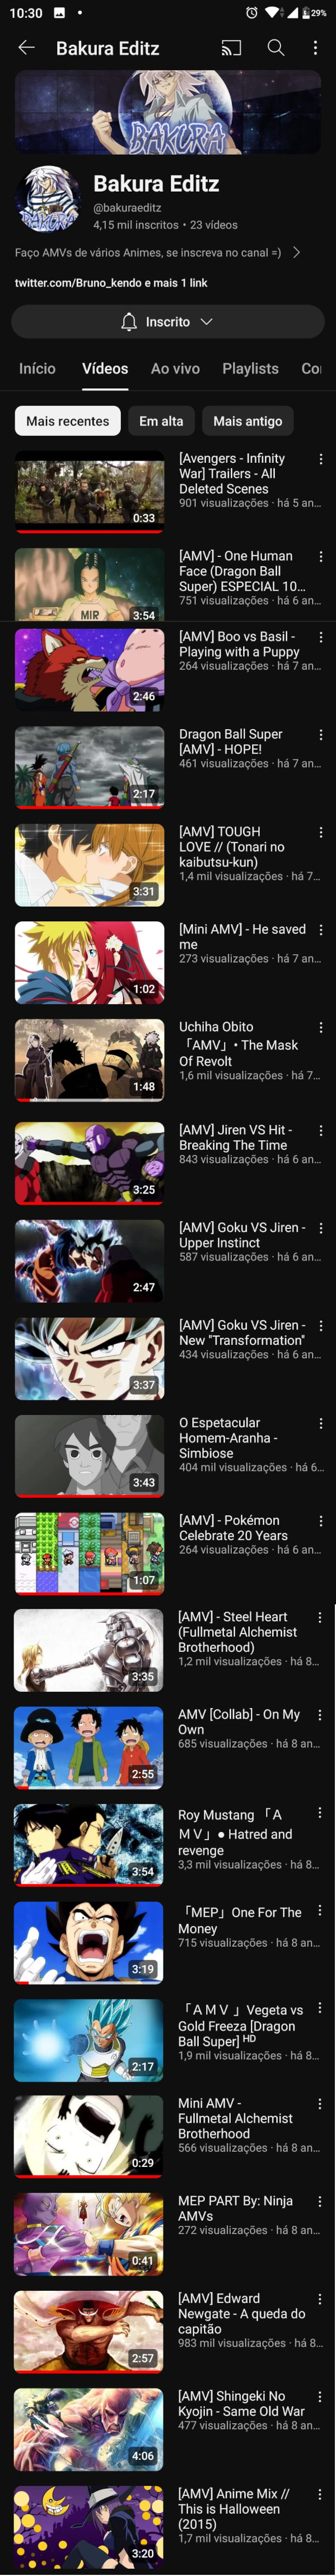 10:30
29%
Bakura Editz
BAKURA
BAKURA
Bakura Editz
@bakuraeditz
4,15 mil inscritos • 23 vídeos
Faço AMVs de vários Animes, se inscreva no canal =)
twitter.com/Bruno_kendo e mais 1 link
Inscrito
Início Vídeos Ao vivo Playlists
Mais recentes Em alta Mais antigo
[Avengers - Infinity
War] Trailers - All
Deleted Scenes
901 visualizações · há 5 an...
0:33
[AMV] - One Human
Face (Dragon Ball
Super) ESPECIAL 10...
751 visualizações · há 6 an...
MIR
3:54
[AMV] Boo vs Basil -
Playing with a Puppy
264 visualizações · há 7 an...
2:46
Dragon Ball Super
[AMV] - HOPE!
461 visualizações · há 7 an...
2:17
[AMV] TOUGH
LOVE // (Tonari no
kaibutsu-kun)
1,4 mil visualizações · há 7...
3:31
[Mini AMV] - He saved
me
273 visualizações · há 7 an...
1:02
Uchiha Obito
「AMV」• The Mask
Of Revolt
1,6 mil visualizações · há 7...
1:48
[AMV] Jiren VS Hit -
Breaking The Time
843 visualizações · há 6 an...
3:25
[AMV] Goku VS Jiren -
Upper Instinct
587 visualizações · há 6 an...
2:47
[AMV] Goku VS Jiren -
New "Transformation"
434 visualizações · há 6 an...
3:37
O Espetacular
Homem-Aranha -
Simbiose
404 mil visualizações · há 6...
3:43
[AMV] - Pokémon
Celebrate 20 Years
264 visualizações · há 6 an...
1:07
[AMV] - Steel Heart
(Fullmetal Alchemist
Brotherhood)
1,2 mil visualizações · há 8...
3:35
AMV [Collab] - On My
Own
685 visualizações · há 8 an...
2:55
Roy Mustang 「A
M V」● Hatred and
revenge
3,3 mil visualizações · há 8...
3:54
「MEP」One For The
Money
715 visualizações · há 8 an...
3:19
「A M V 」Vegeta vs
Gold Freeza [Dragon
Ball Super] ᴴᴰ
1,9 mil visualizações · há 8...
2:17
Mini AMV -
Fullmetal Alchemist
Brotherhood
566 visualizações · há 8 an...
0:29
MEP PART By: Ninja
AMVs
272 visualizações · há 8 an...
0:41
[AMV] Edward
Newgate - A queda do
capitão
983 mil visualizações · há 8...
2:57
[AMV] Shingeki No
Kyojin - Same Old War
477 visualizações · há 8 an...
4:06
[AMV] Anime Mix //
This is Halloween
(2015)
1,7 mil visualizações · há 8...
3:20